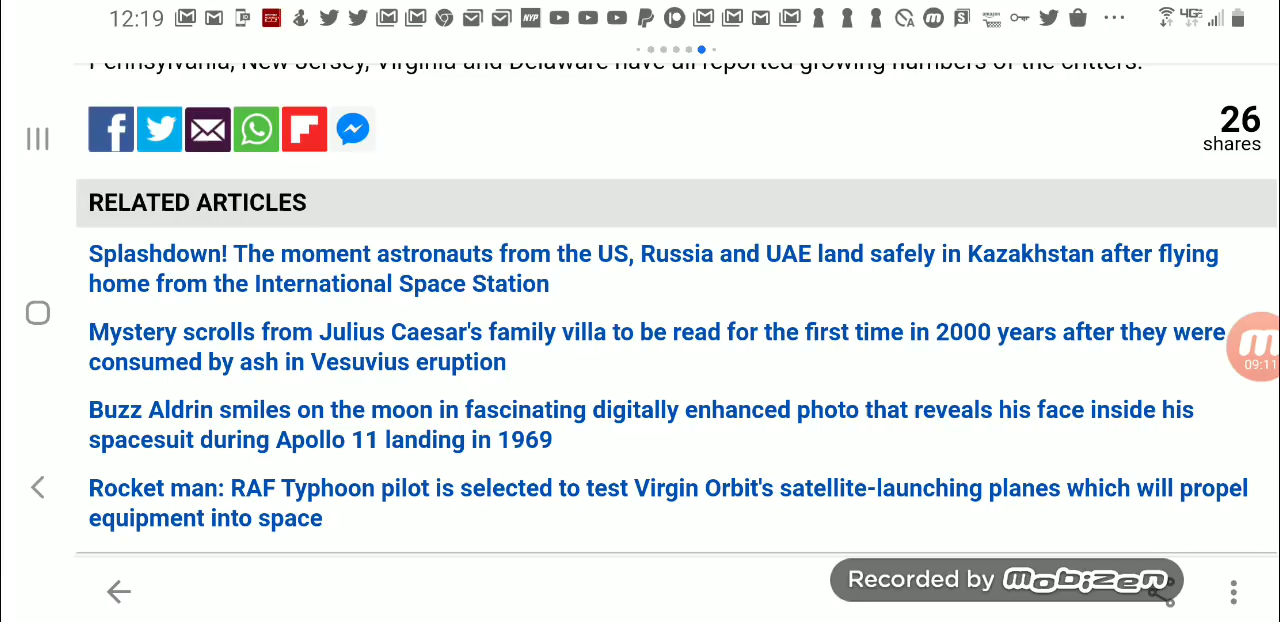 12:19
NYP
4GE
Pennsylvania, New Jersey, Virginia and Delaware have all reported growing numbers of the critters.
26
shares
RELATED ARTICLES
Splashdown! The moment astronauts from the US, Russia and UAE land safely in Kazakhstan after flying
home from the International Space Station
Mystery scrolls from Julius Caesar's family villa to be read for the first time in 2000 years after they were
consumed by ash in Vesuvius eruption
09:11
Buzz Aldrin smiles on the moon in fascinating digitally enhanced photo that reveals his face inside his
spacesuit during Apollo 11 landing in 1969
Rocket man: RAF Typhoon pilot is selected to test Virgin Orbit's satellite-launching planes which will propel
equipment into space
Recorded by mobizen